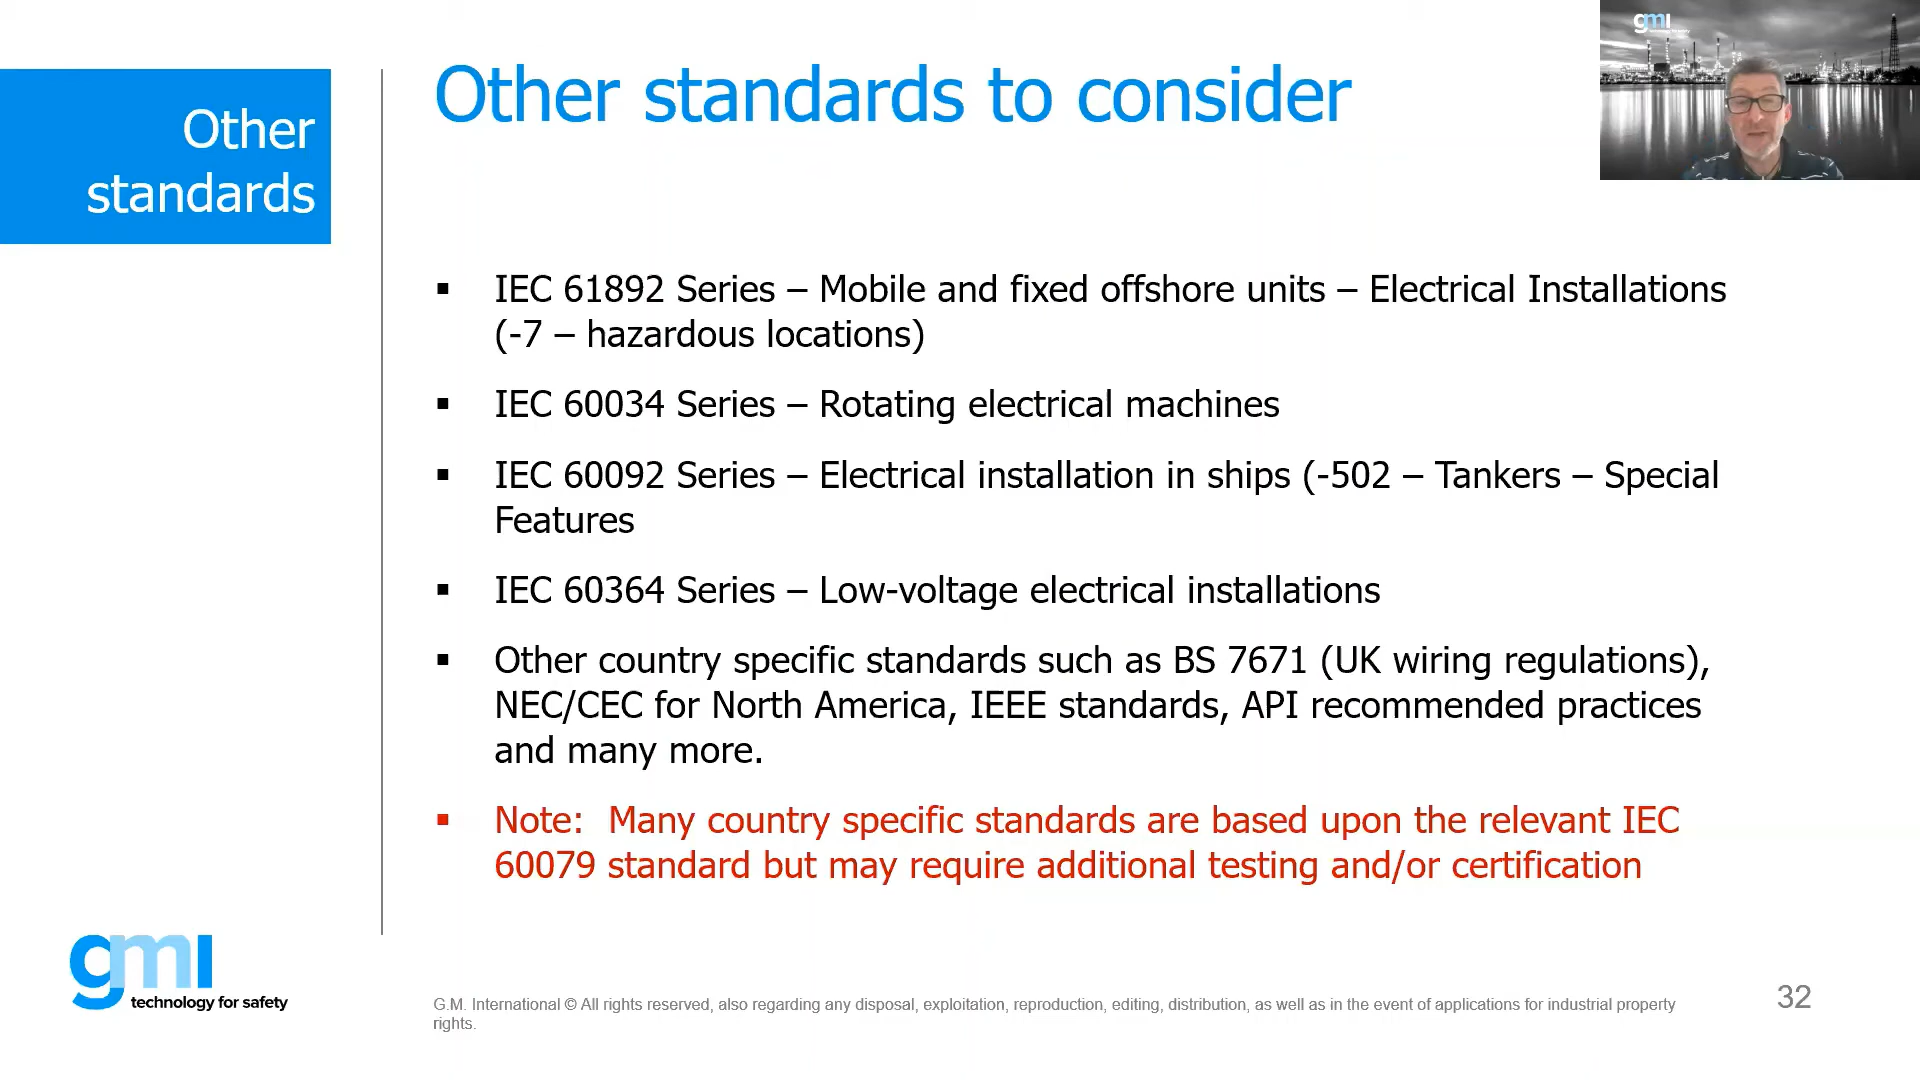 Other
standards
Other standards to consider
gmi
▪ IEC 61892 Series – Mobile and fixed offshore units – Electrical Installations
(-7 – hazardous locations)
▪ IEC 60034 Series – Rotating electrical machines
▪ IEC 60092 Series – Electrical installation in ships (-502 – Tankers – Special
Features
▪ IEC 60364 Series – Low-voltage electrical installations
▪ Other country specific standards such as BS 7671 (UK wiring regulations),
NEC/CEC for North America, IEEE standards, API recommended practices
and many more.
▪ Note:  Many country specific standards are based upon the relevant IEC
60079 standard but may require additional testing and/or certification
gmi
technology for safety
G.M. International © All rights reserved, also regarding any disposal, exploitation, reproduction, editing, distribution, as well as in the event of applications for industrial property
rights.
32